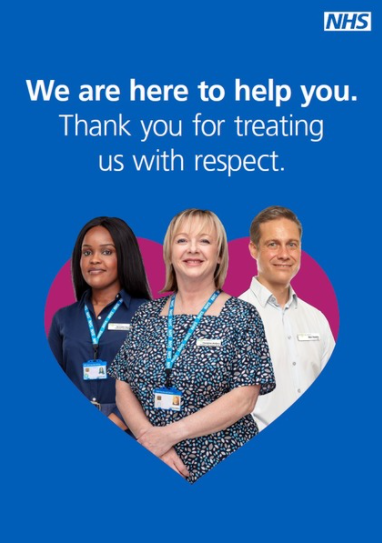 NHS
We are here to help you.
Thank you for treating
us with respect.